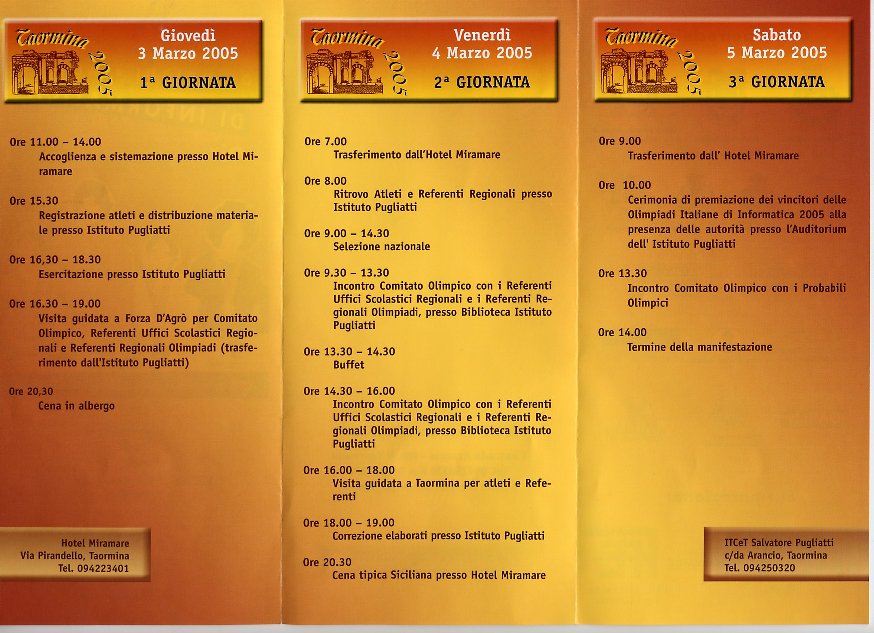 Taormina 2005
Giovedì
3 Marzo 2005
1ª GIORNATA
Ore 11.00 – 14.00
Accoglienza e sistemazione presso Hotel Mi-
ramare
Ore 15.30
Registrazione atleti e distribuzione materia-
le presso Istituto Pugliatti
Ore 16,30 – 18.30
Esercitazione presso Istituto Pugliatti
Ore 16.30 – 19.00
Visita guidata a Forza D'Agrò per Comitato
Olimpico, Referenti Uffici Scolastici Regio-
nali e Referenti Regionali Olimpiadi (trasfe-
rimento dall'Istituto Pugliatti)
Ore 20,30
Cena in albergo
Hotel Miramare
Via Pirandello, Taormina
Tel. 094223401
Taormina 2005
Venerdì
4 Marzo 2005
2ª GIORNATA
Ore 7.00
Trasferimento dall'Hotel Miramare
Ore 8.00
Ritrovo Atleti e Referenti Regionali presso
Istituto Pugliatti
Ore 9.00 – 14.30
Selezione nazionale
Ore 9.30 – 13.30
Incontro Comitato Olimpico con i Referenti
Uffici Scolastici Regionali e i Referenti Re-
gionali Olimpiadi, presso Biblioteca Istituto
Pugliatti
Ore 13.30 – 14.30
Buffet
Ore 14.30 – 16.00
Incontro Comitato Olimpico con i Referenti
Uffici Scolastici Regionali e i Referenti Re-
gionali Olimpiadi, presso Biblioteca Istituto
Pugliatti
Ore 16.00 – 18.00
Visita guidata a Taormina per atleti e Refe-
renti
Ore 18.00 – 19.00
Correzione elaborati presso Istituto Pugliatti
Ore 20.30
Cena tipica Siciliana presso Hotel Miramare
Taormina 2005
Sabato
5 Marzo 2005
3ª GIORNATA
Ore 9.00
Trasferimento dall' Hotel Miramare
Ore 10.00
Cerimonia di premiazione dei vincitori delle
Olimpiadi Italiane di Informatica 2005 alla
presenza delle autorità presso l'Auditorium
dell' Istituto Pugliatti
Ore 13.30
Incontro Comitato Olimpico con i Probabili
Olimpici
Ore 14.00
Termine della manifestazione
ITCeT Salvatore Pugliatti
c/da Arancio, Taormina
Tel. 094250320